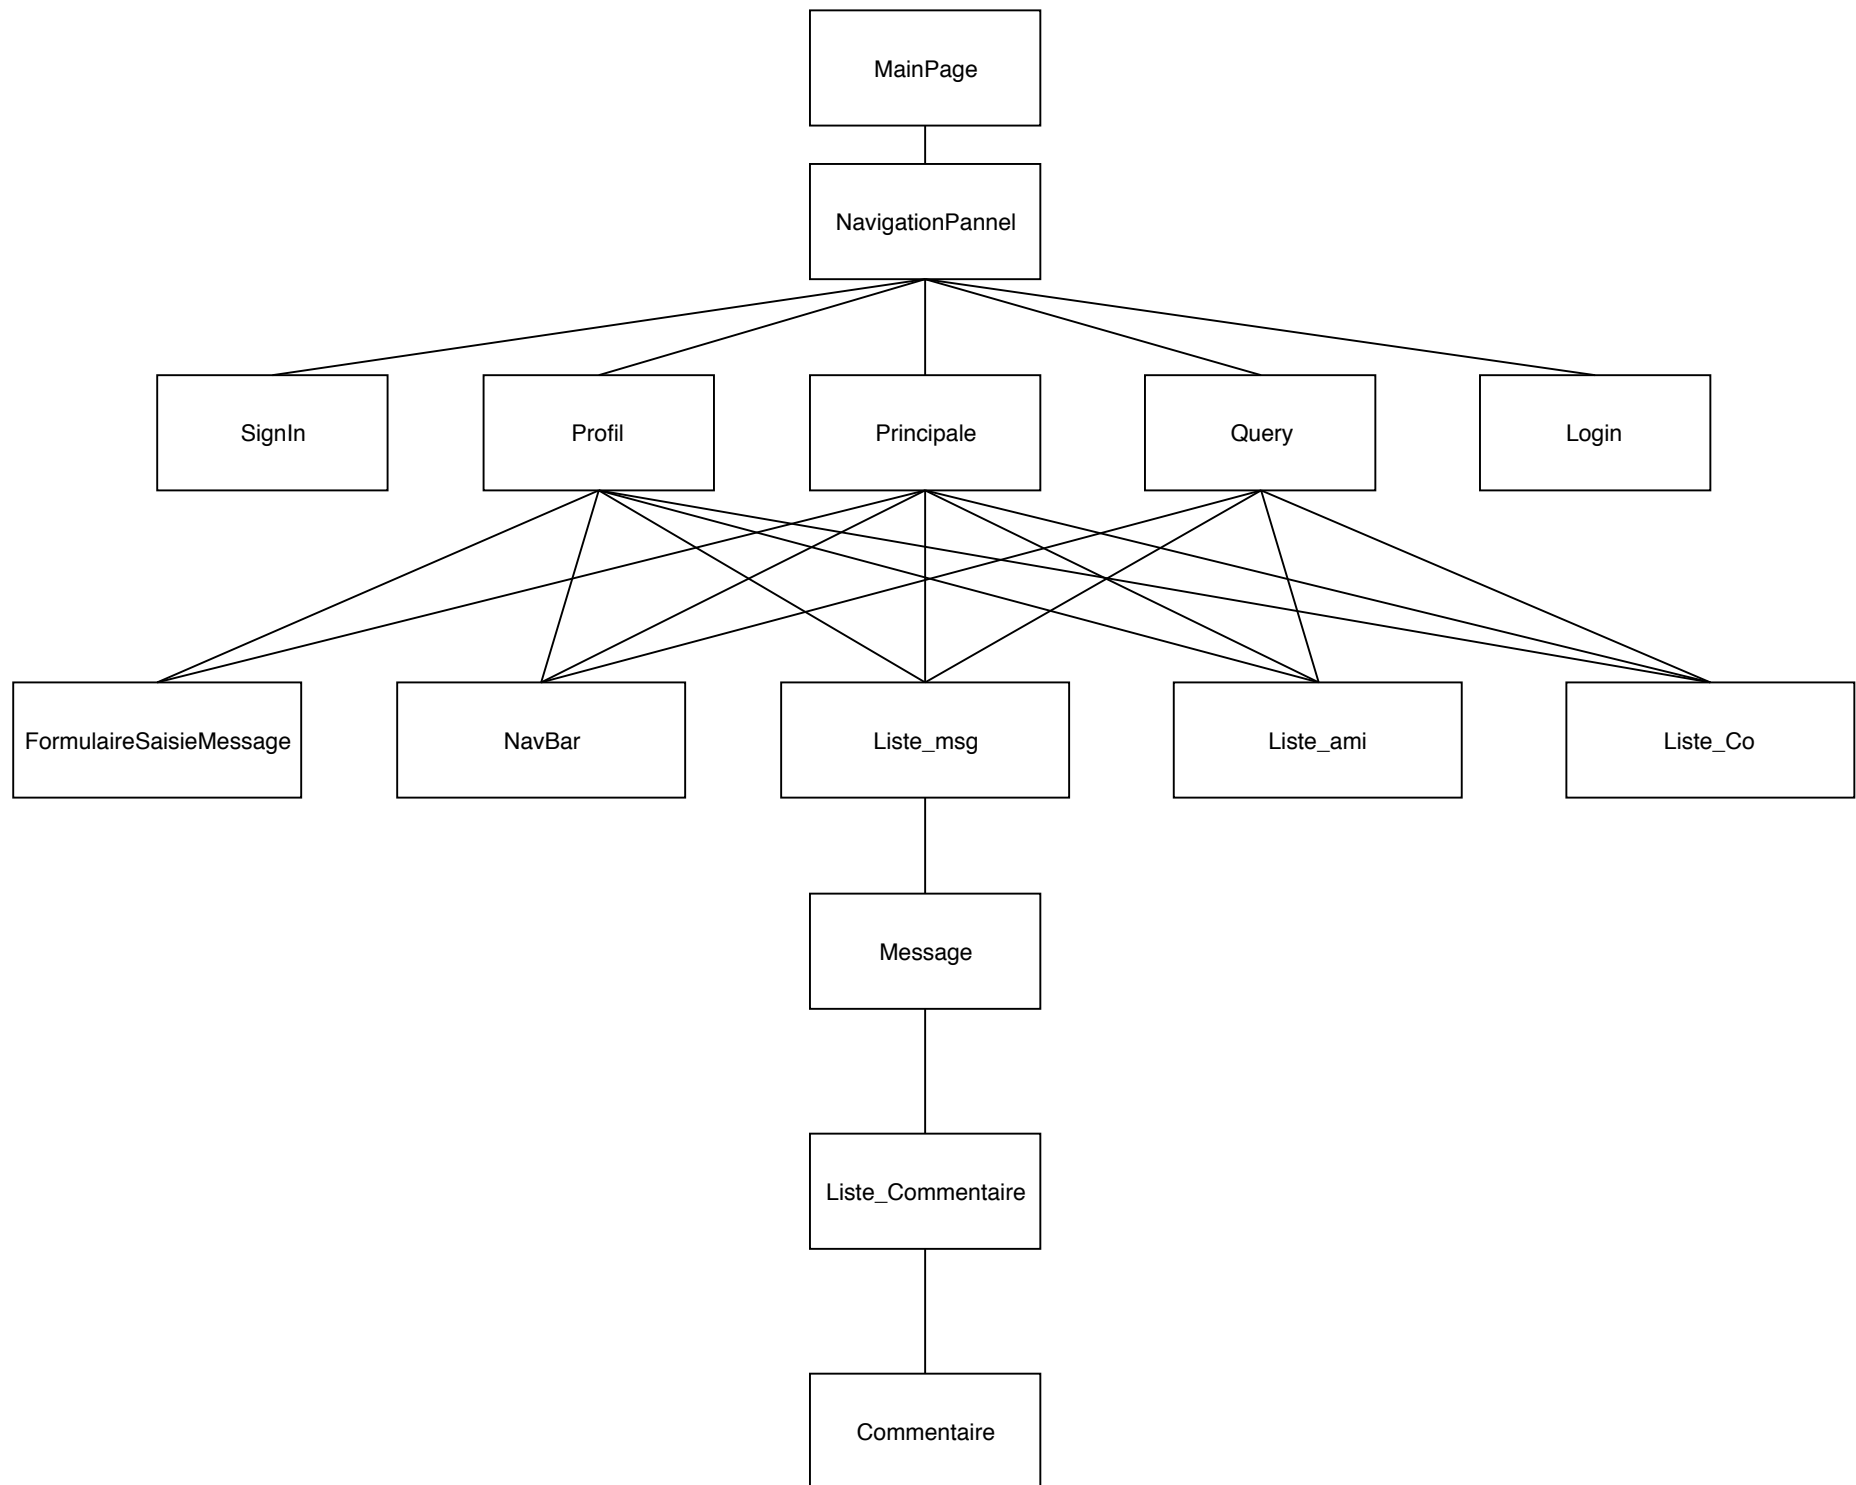 MainPage
NavigationPannel
SignIn
Profil
Principale
Query
Login
FormulaireSaisieMessage
NavBar
Liste_msg
Liste_ami
Liste_Co
Message
Liste_Commentaire
Commentaire